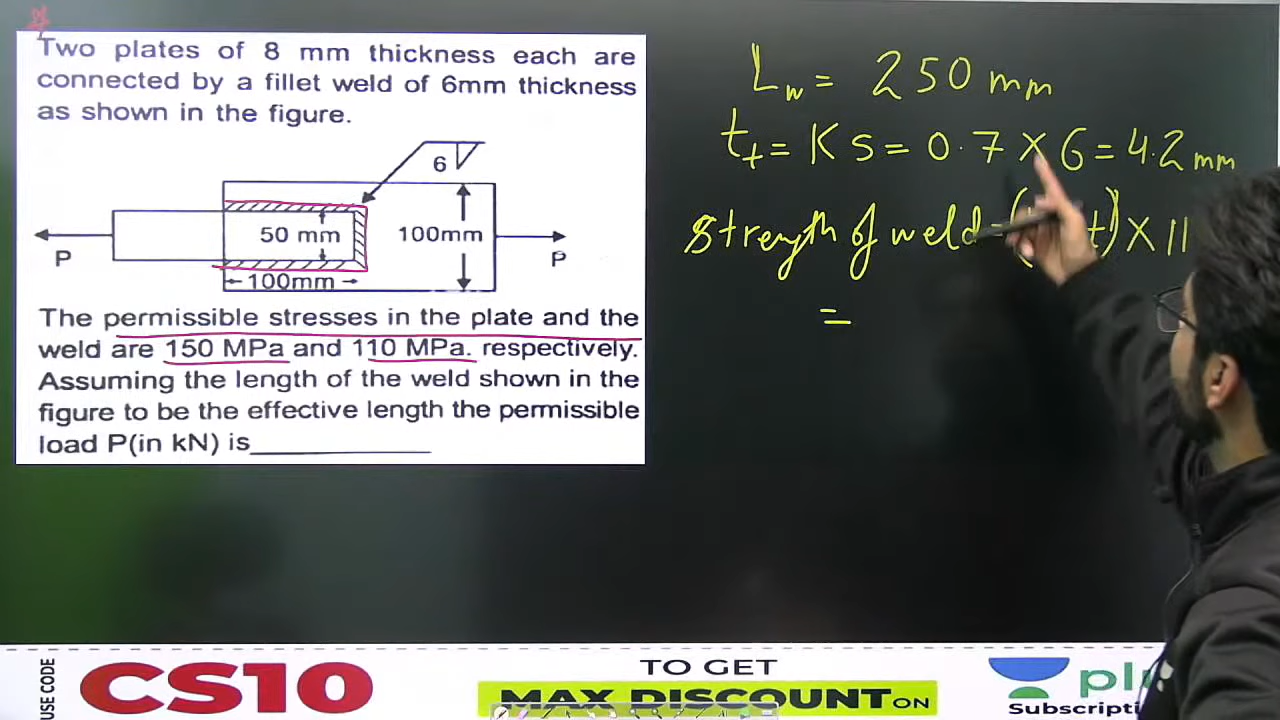 Two plates of 8 mm thickness each are
connected by a fillet weld of 6mm thickness
as shown in the figure.
6
50 mm
100mm
P
P
100mm
The permissible stresses in the plate and the
weld are 150 MPa and 110 MPa. respectively.
Assuming the length of the weld shown in the
figure to be the effective length the permissible
load P(in kN) is
Lw = 250 mm
tt = KS = 0.7 × 6 = 4.2 mm
Strength of weld = ( t) × 11
=
USE CODE
CS10
TO GET
MAX DISCOUNT ON
Subscripti